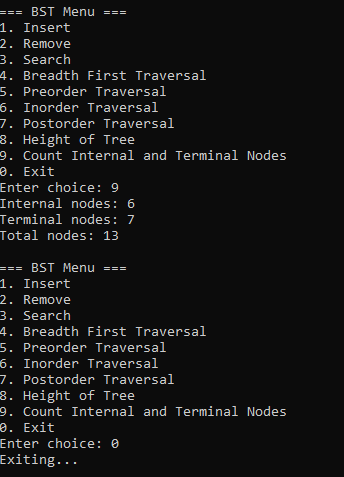 === BST Menu ===
1. Insert
2. Remove
3. Search
4. Breadth First Traversal
5. Preorder Traversal
6. Inorder Traversal
7. Postorder Traversal
8. Height of Tree
9. Count Internal and Terminal Nodes
0. Exit
Enter choice: 9
Internal nodes: 6
Terminal nodes: 7
Total nodes: 13

=== BST Menu ===
1. Insert
2. Remove
3. Search
4. Breadth First Traversal
5. Preorder Traversal
6. Inorder Traversal
7. Postorder Traversal
8. Height of Tree
9. Count Internal and Terminal Nodes
0. Exit
Enter choice: 0
Exiting...